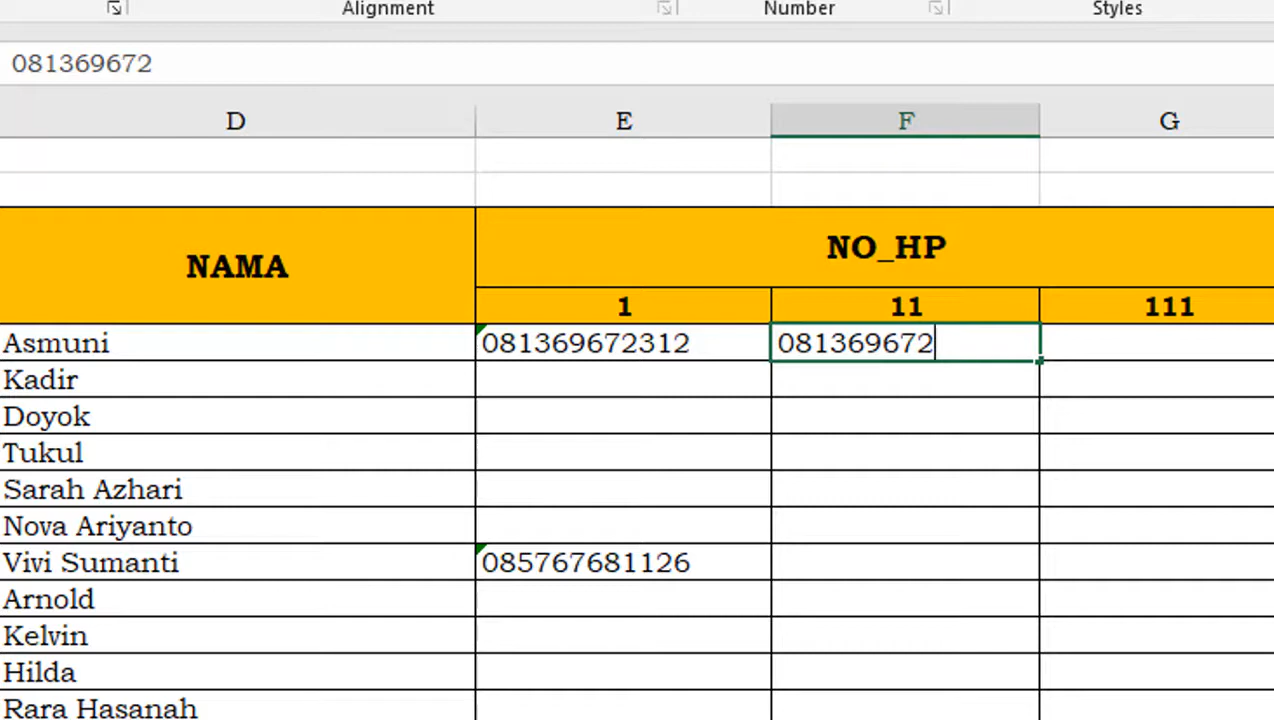 Alignment Number Styles
081369672
D E F G
NAMA NO_HP
1 11 111
Asmuni 081369672312 081369672
Kadir
Doyok
Tukul
Sarah Azhari
Nova Ariyanto
Vivi Sumanti 085767681126
Arnold
Kelvin
Hilda
Rara Hasanah